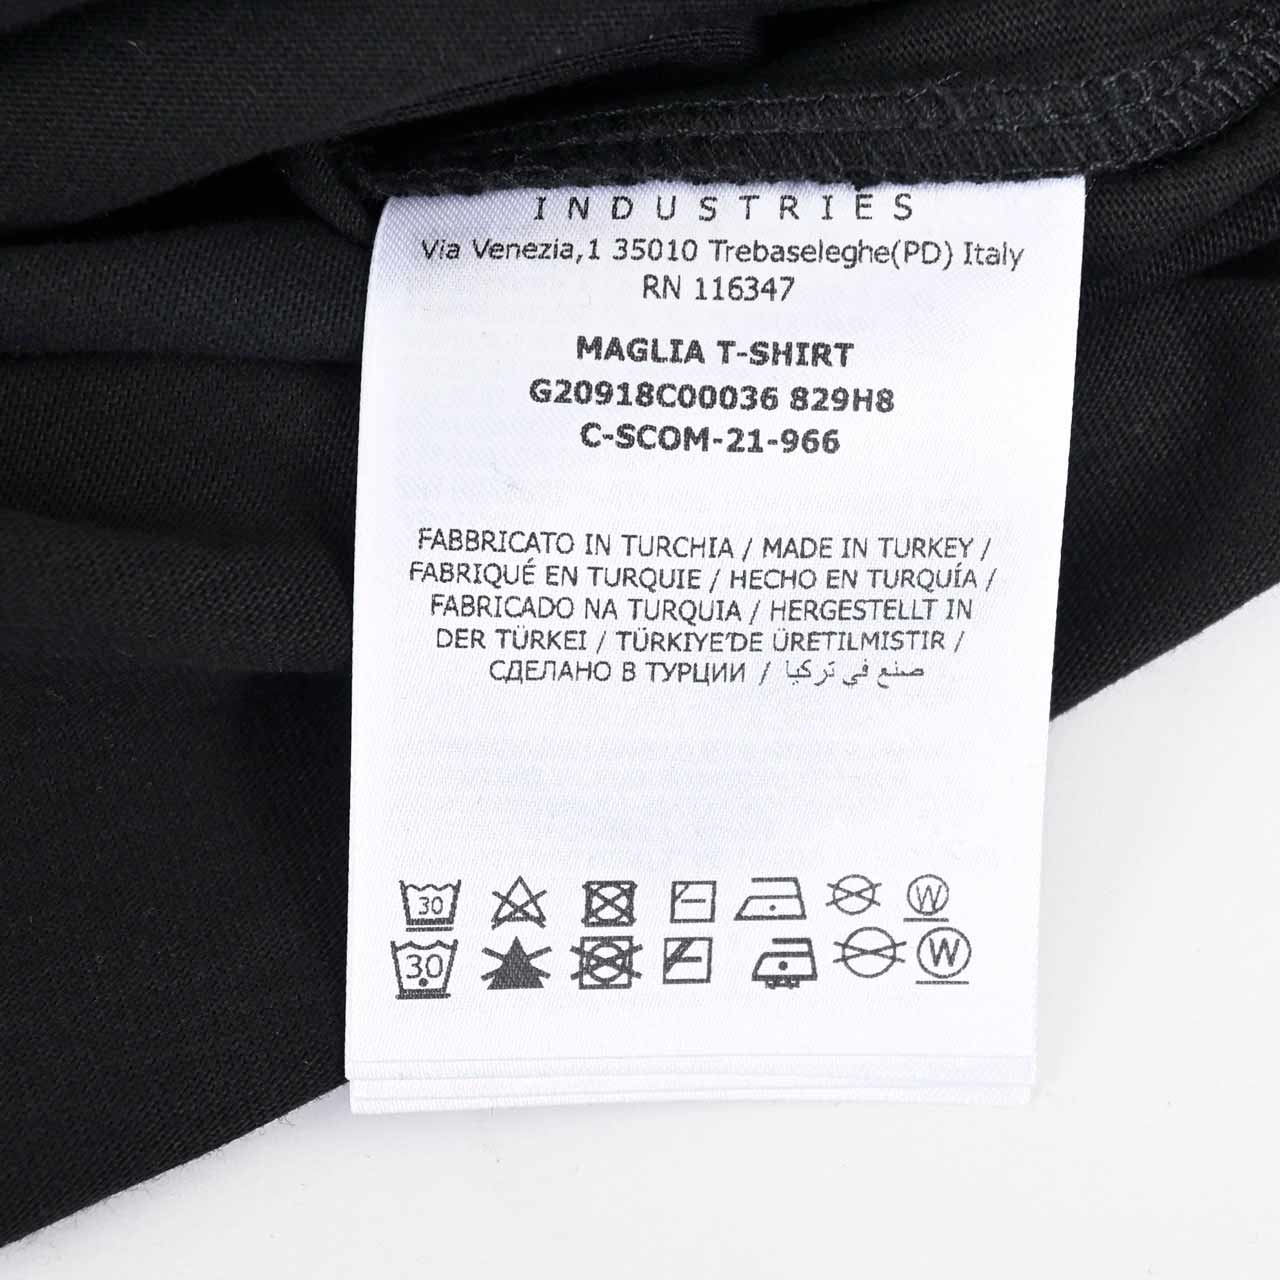 INDUSTRIES
Via Venezia,1 35010 Trebaseleghe(PD) Italy
RN 116347
MAGLIA T-SHIRT
G20918C00036 829H8
C-SCOM-21-966
FABBRICATO IN TURCHIA / MADE IN TURKEY /
FABRIQUÉ EN TURQUIE / HECHO EN TURQUÍA /
FABRICADO NA TURQUIA / HERGESTELLT IN
DER TÜRKEI / TÜRKIYE'DE ÜRETILMISTIR /
СДЕЛАНО В ТУРЦИИ / صنع في تركيا
30 W
30 W